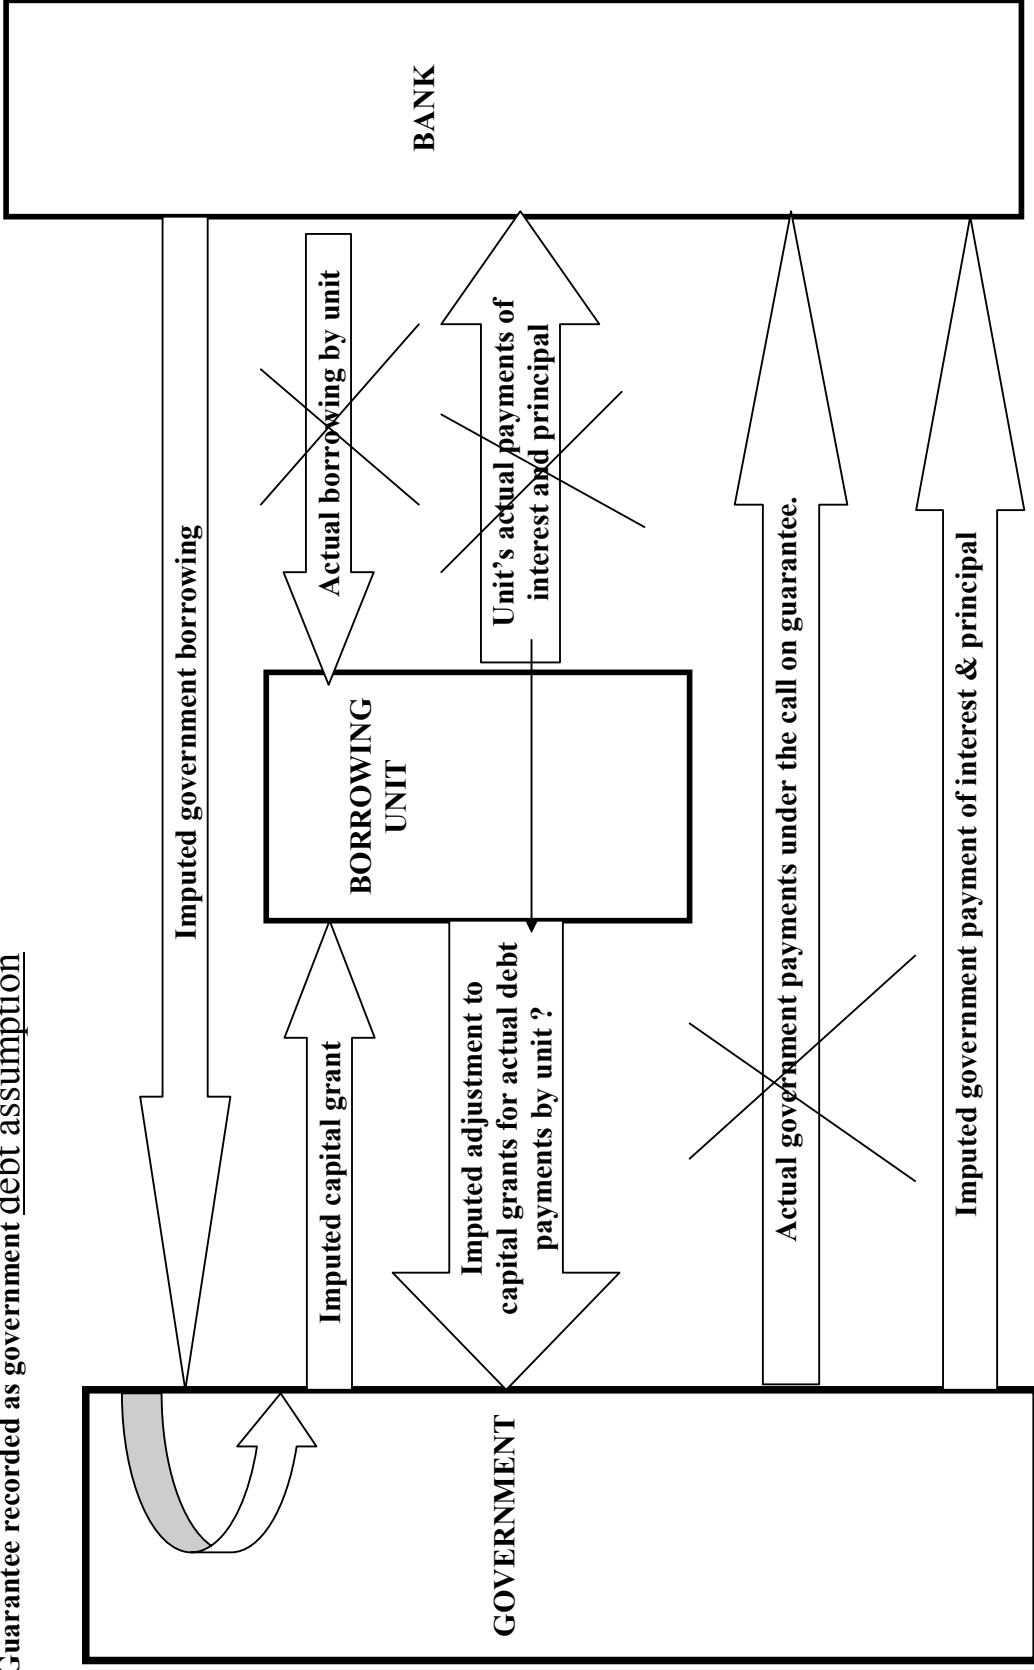 Guarantee recorded as government debt assumption
Imputed government borrowing
Imputed capital grant
Actual borrowing by unit
GOVERNMENT
BORROWING
UNIT
BANK
Imputed adjustment to
capital grants for actual debt
payments by unit ?
Unit’s actual payments of
interest and principal
Actual government payments under the call on guarantee.
Imputed government payment of interest & principal